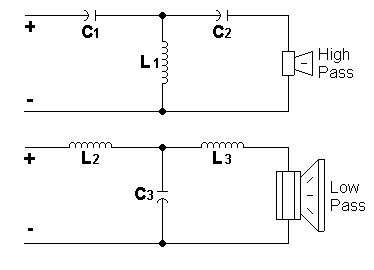 + C1 C2
L1 High
Pass
-
+ L2 L3
C3 Low
Pass
-